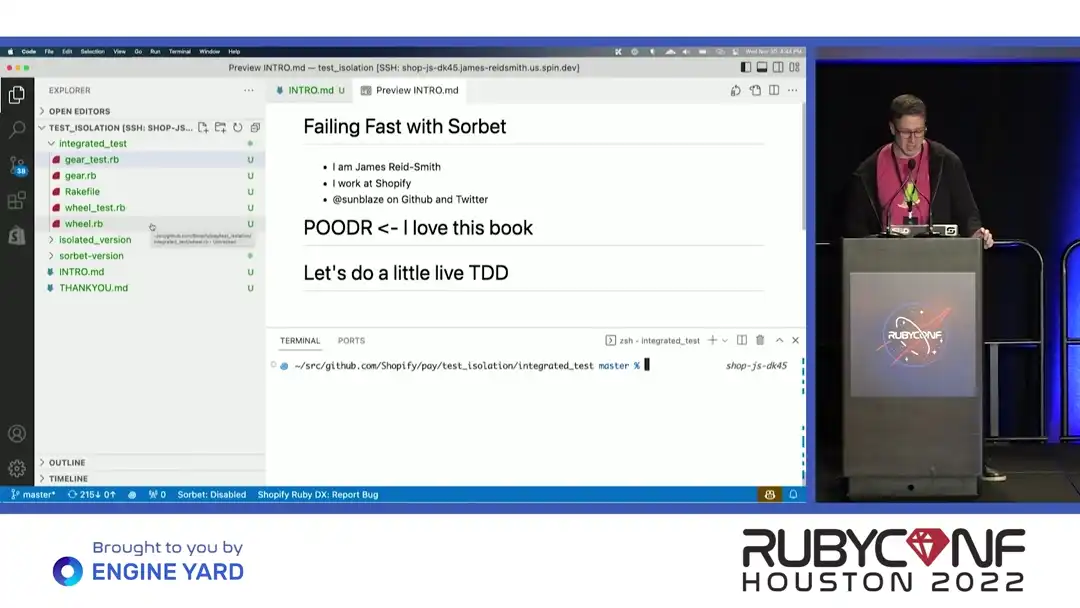 Code File Edit Selection View Go Run Terminal Window Help
Preview INTRO.md — test_isolation [SSH: shop-js-dk45.james-reidsmith.us.spin.dev]
EXPLORER
OPEN EDITORS
TEST_ISOLATION [SSH: SHOP-JS...
integrated_test
gear_test.rb U
gear.rb U
Rakefile U
wheel_test.rb U
wheel.rb U
isolated_version
sorbet-version
INTRO.md U
THANKYOU.md U
OUTLINE
TIMELINE
38
INTRO.md U
Preview INTRO.md
Failing Fast with Sorbet
I am James Reid-Smith
I work at Shopify
@sunblaze on Github and Twitter
POODR <- I love this book
Let's do a little live TDD
TERMINAL PORTS
zsh - integrated_test
~/src/github.com/Shopify/pay/test_isolation/integrated_test master %
shop-js-dk45
master* 215↓ 0↑ 0 Sorbet: Disabled Shopify Ruby DX: Report Bug
RUBYCONF
Brought to you by
ENGINE YARD
RUBYCONF
HOUSTON 2022